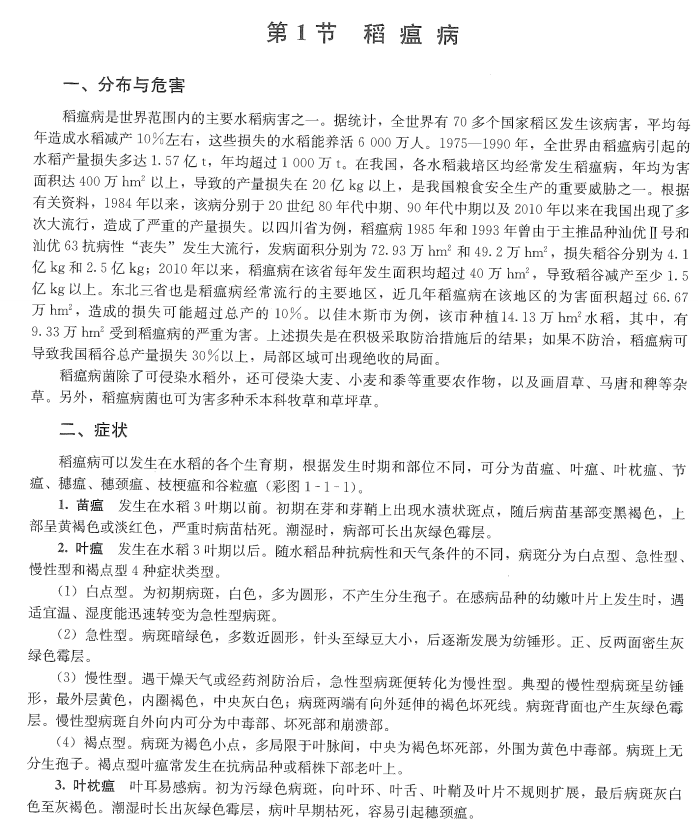 第1节 稻瘟病
一、分布与危害
稻瘟病是世界范围内的主要水稻病害之一。据统计，全世界有 70 多个国家稻区发生该病害，平均每
年造成水稻减产 10%左右，这些损失的水稻能养活 6 000 万人。1975—1990 年，全世界由稻瘟病引起的
水稻产量损失多达 1.57 亿 t，年均超过 1 000 万 t。在我国，各水稻栽培区均经常发生稻瘟病，年均为害
面积达 400 万 hm² 以上，导致的产量损失在 20 亿 kg 以上，是我国粮食安全生产的重要威胁之一。根据
有关资料，1984 年以来，该病分别于 20 世纪 80 年代中期、90 年代中期以及 2010 年以来在我国出现了多
次大流行，造成了严重的产量损失。以四川省为例，稻瘟病 1985 年和 1993 年曾由于主推品种汕优Ⅱ号和
汕优 63 抗病性“丧失”发生大流行，发病面积分别为 72.93 万 hm² 和 49.2 万 hm²，损失稻谷分别为 4.1
亿 kg 和 2.5 亿 kg；2010 年以来，稻瘟病在该省每年发生面积均超过 40 万 hm²，导致稻谷减产至少 1.5
亿 kg 以上。东北三省也是稻瘟病经常流行的主要地区，近几年稻瘟病在该地区的为害面积超过 66.67
万 hm²，造成的损失可能超过总产的 10%。以佳木斯市为例，该市种植14.13 万 hm² 水稻，其中，有
9.33 万 hm² 受到稻瘟病的严重为害。上述损失是在积极采取防治措施后的结果；如果不防治，稻瘟病可
导致我国稻谷总产量损失 30%以上，局部区域可出现绝收的局面。
稻瘟病菌除了可侵染水稻外，还可侵染大麦、小麦和黍等重要农作物，以及画眉草、马唐和稗等杂
草。另外，稻瘟病菌也可为害多种禾本科牧草和草坪草。
二、症状
稻瘟病可以发生在水稻的各个生育期，根据发生时期和部位不同，可分为苗瘟、叶瘟、叶枕瘟、节
瘟、穗瘟、穗颈瘟、枝梗瘟和谷粒瘟（彩图 1-1-1）。
1. 苗瘟 发生在水稻 3 叶期以前。初期在芽和芽鞘上出现水渍状斑点，随后病苗基部变黑褐色，上
部呈黄褐色或淡红色，严重时病苗枯死。潮湿时，病部可长出灰绿色霉层。
2. 叶瘟 发生在水稻 3 叶期以后。随水稻品种抗病性和天气条件的不同，病斑分为白点型、急性型、
慢性型和褐点型 4 种症状类型。
（1）白点型。为初期病斑，白色，多为圆形，不产生分生孢子。在感病品种的幼嫩叶片上发生时，遇
适宜温、湿度能迅速转变为急性型病斑。
（2）急性型。病斑暗绿色，多数近圆形，针头至绿豆大小，后逐渐发展为纺锤形。正、反两面密生灰
绿色霉层。
（3）慢性型。遇干燥天气或经药剂防治后，急性型病斑便转化为慢性型。典型的慢性型病斑呈纺锤
形，最外层黄色，内圈褐色，中央灰白色；病斑两端有向外延伸的褐色坏死线。病斑背面也产生灰绿色霉
层。慢性型病斑自外向内可分为中毒部、坏死部和崩溃部。
（4）褐点型。病斑为褐色小点，多局限于叶脉间，中央为褐色坏死部，外围为黄色中毒部。病斑上无
分生孢子。褐点型叶瘟常发生在抗病品种或稻株下部老叶上。
3. 叶枕瘟 叶耳易感病。初为污绿色病斑，向叶环、叶舌、叶鞘及叶片不规则扩展，最后病斑灰白
色至灰褐色。潮湿时长出灰绿色霉层，病叶早期枯死，容易引起穗颈瘟。